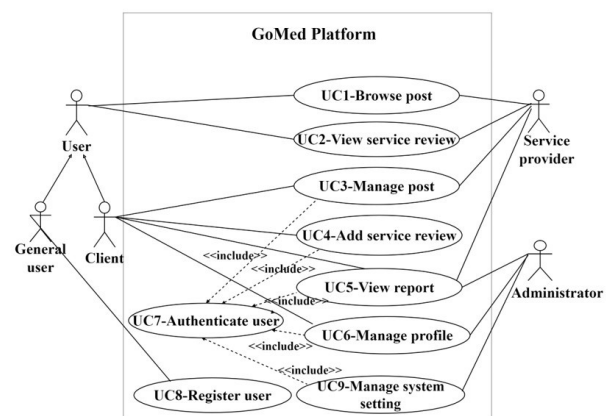 GoMed Platform
UC1-Browse post
UC2-View service review
User
Service
provider
UC3-Manage post
UC4-Add service review
General
user
Client
<<include>>
<<include>>
UC5-View report
<<include>>
Administrator
UC7-Authenticate user
UC6-Manage profile
<<include>>
<<include>>
UC8-Register user
UC9-Manage system
setting